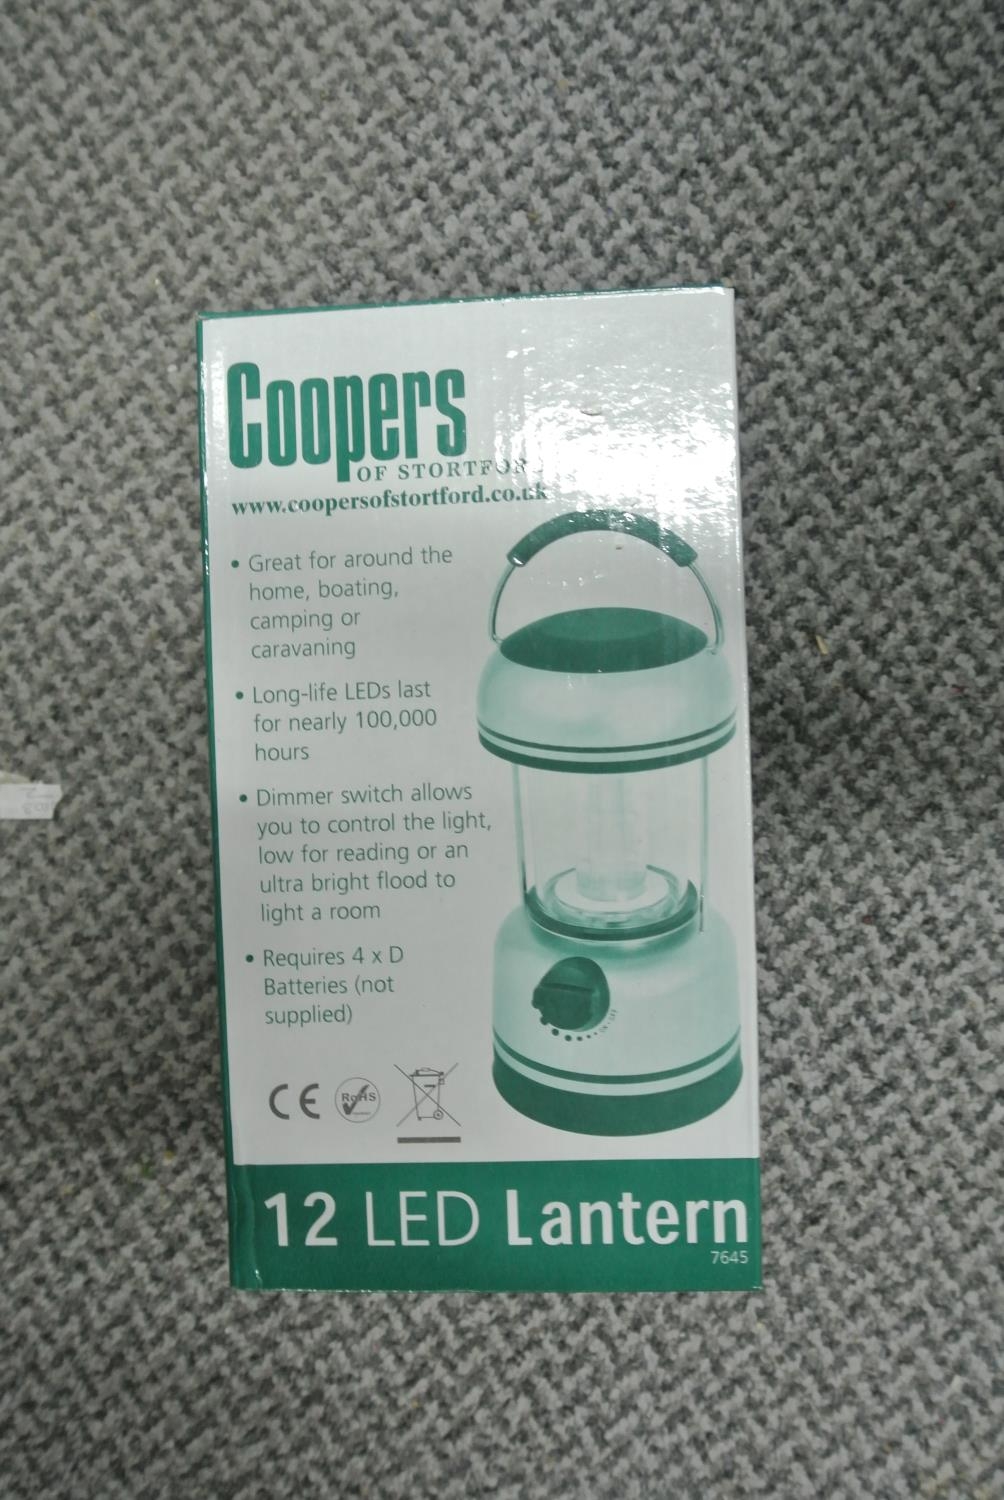 Coopers
OF STORTFORD
www.coopersofstortford.co.uk
• Great for around the
home, boating,
camping or
caravaning
• Long-life LEDs last
for nearly 100,000
hours
• Dimmer switch allows
you to control the light,
low for reading or an
ultra bright flood to
light a room
• Requires 4 x D
Batteries (not
supplied)
CE
RoHS
12 LED Lantern
7645